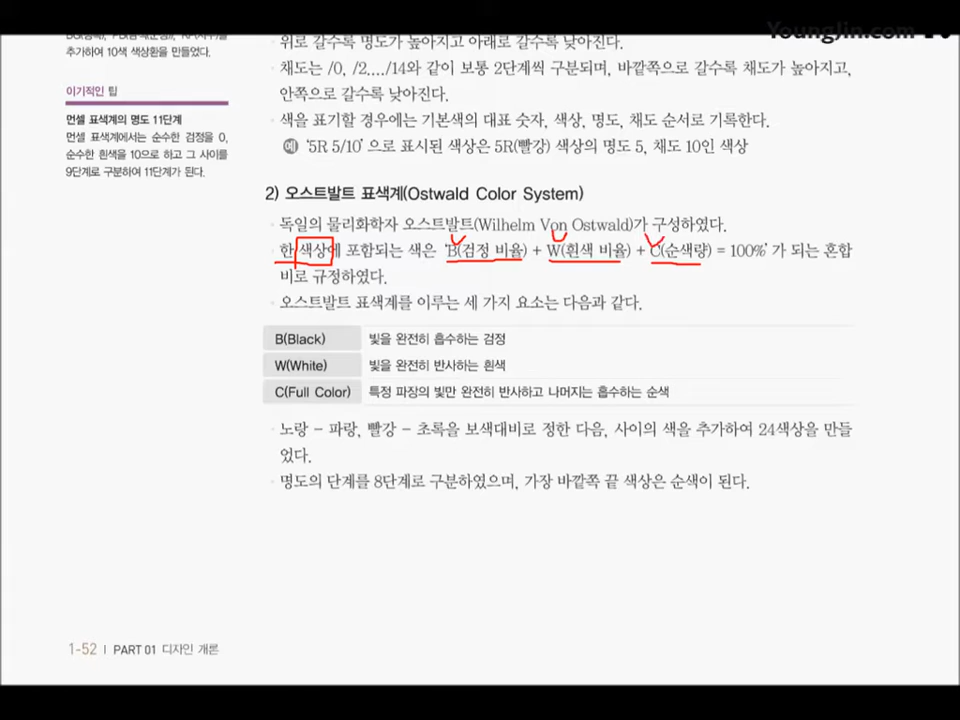 Younglin.com
추가하여 10색 색상환을 만들었다.
이기적인 팁
먼셀 표색계의 명도 11단계
먼셀 표색계에서는 순수한 검정을 0,
순수한 흰색을 10으로 하고 그 사이를
9단계로 구분하여 11단계가 된다.
위로 갈수록 명도가 높아지고 아래로 갈수록 낮아진다.
· 채도는 /0, /2..../14와 같이 보통 2단계씩 구분되며, 바깥쪽으로 갈수록 채도가 높아지고,
안쪽으로 갈수록 낮아진다.
· 색을 표기할 경우에는 기본색의 대표 숫자, 색상, 명도, 채도 순서로 기록한다.
예 '5R 5/10' 으로 표시된 색상은 5R(빨강) 색상의 명도 5, 채도 10인 색상
2) 오스트발트 표색계(Ostwald Color System)
· 독일의 물리화학자 오스트발트(Wilhelm Von Ostwald)가 구성하였다.
· 한 색상에 포함되는 색은 'B(검정 비율) + W(흰색 비율) + C(순색량) = 100%'가 되는 혼합
비로 규정하였다.
· 오스트발트 표색계를 이루는 세 가지 요소는 다음과 같다.
B(Black) 빛을 완전히 흡수하는 검정
W(White) 빛을 완전히 반사하는 흰색
C(Full Color) 특정 파장의 빛만 완전히 반사하고 나머지는 흡수하는 순색
· 노랑 - 파랑, 빨강 - 초록을 보색대비로 정한 다음, 사이의 색을 추가하여 24색상을 만들
었다.
· 명도의 단계를 8단계로 구분하였으며, 가장 바깥쪽 끝 색상은 순색이 된다.
1-52 | PART 01 디자인 개론